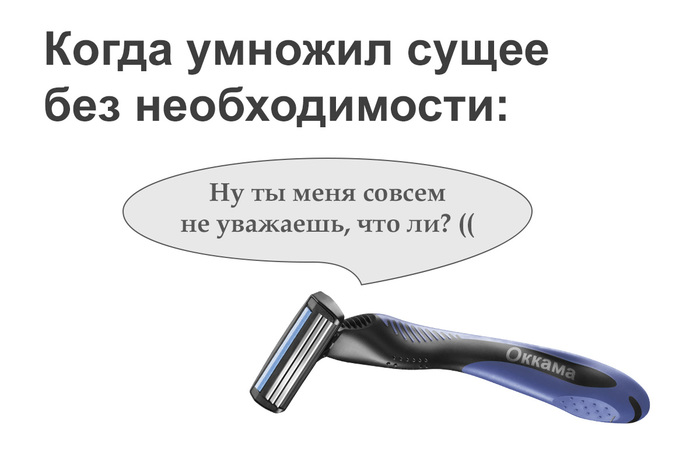 Когда умножил сущее
без необходимости:
Ну ты меня совсем
не уважаешь, что ли? ((
Оккама